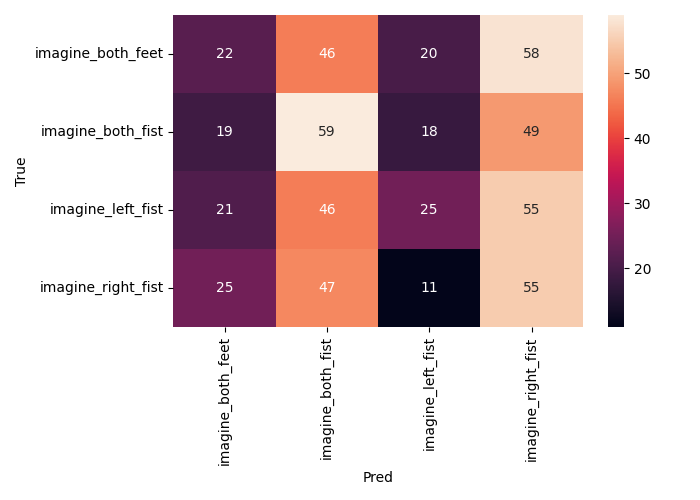 imagine_both_feet 22 46 20 58
imagine_both_fist 19 59 18 49
imagine_left_fist 21 46 25 55
imagine_right_fist 25 47 11 55
True
imagine_both_feet
imagine_both_fist
imagine_left_fist
imagine_right_fist
Pred
50
40
30
20